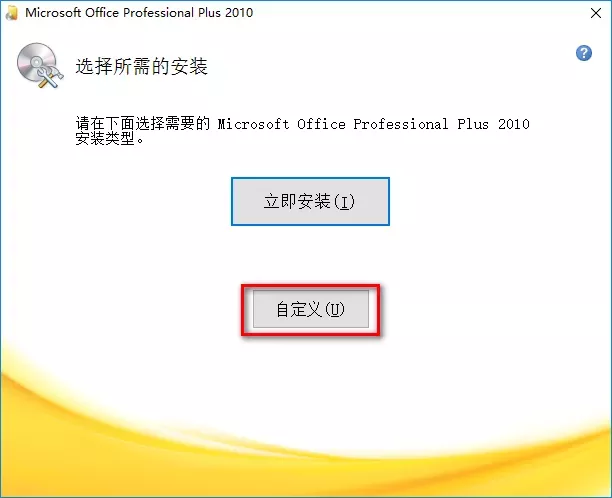 Microsoft Office Professional Plus 2010
选择所需的安装
?
请在下面选择需要的 Microsoft Office Professional Plus 2010
安装类型。
立即安装(I)
自定义(U)